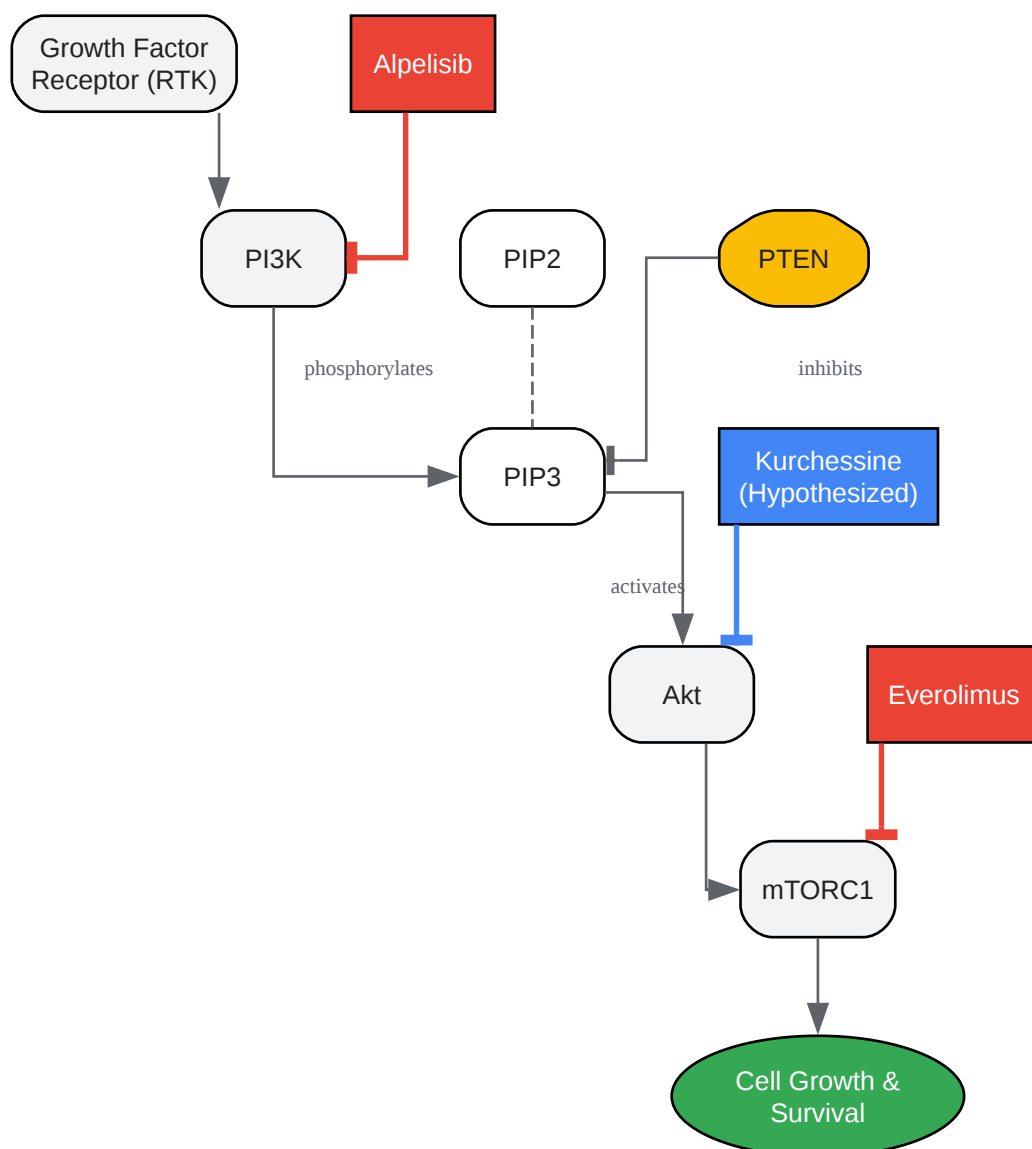 Growth Factor
Receptor (RTK)
Alpelisib
PI3K
PIP2
PTEN
phosphorylates
inhibits
PIP3
Kurchessine
(Hypothesized)
activates
Akt
Everolimus
mTORC1
Cell Growth &
Survival